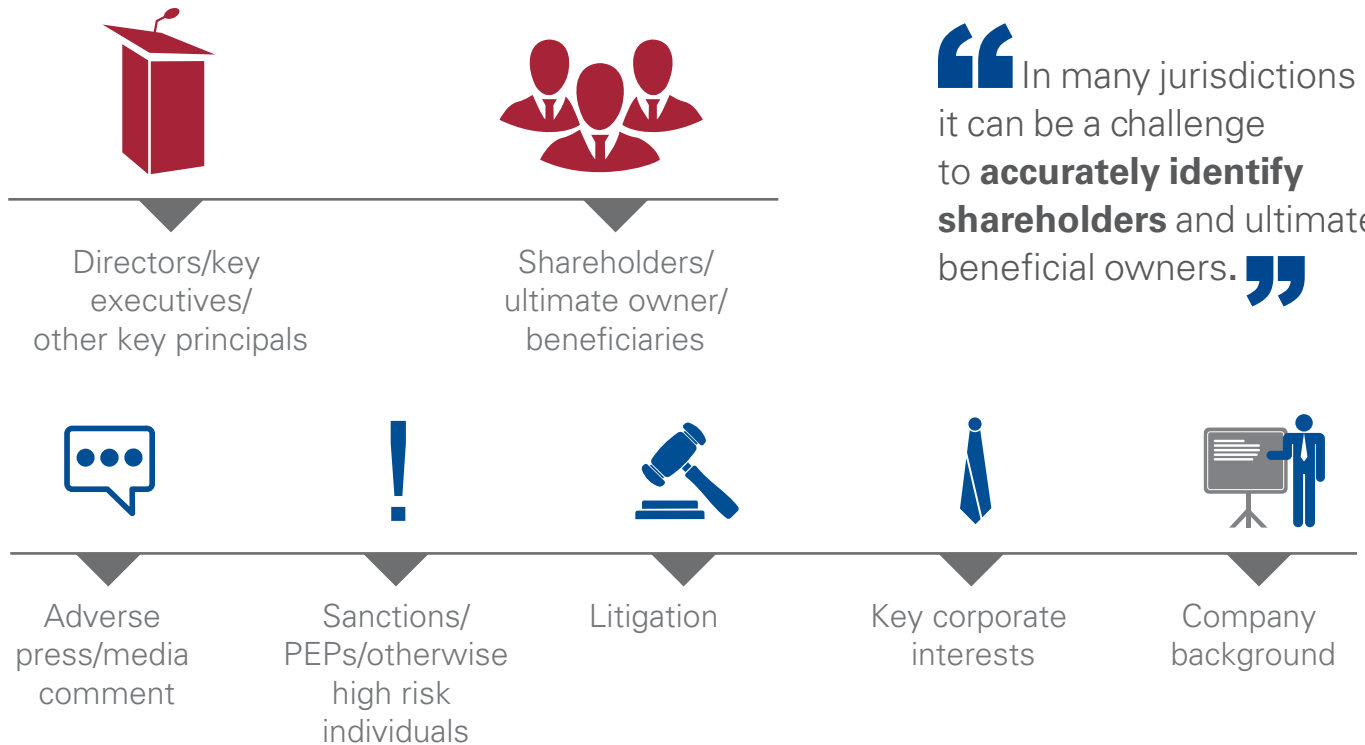 “ In many jurisdictions
it can be a challenge
to accurately identify
shareholders and ultimate
beneficial owners. ”
Directors/key
executives/
other key principals
Shareholders/
ultimate owner/
beneficiaries
Adverse
press/media
comment
Sanctions/
PEPs/otherwise
high risk
individuals
Litigation
Key corporate
interests
Company
background